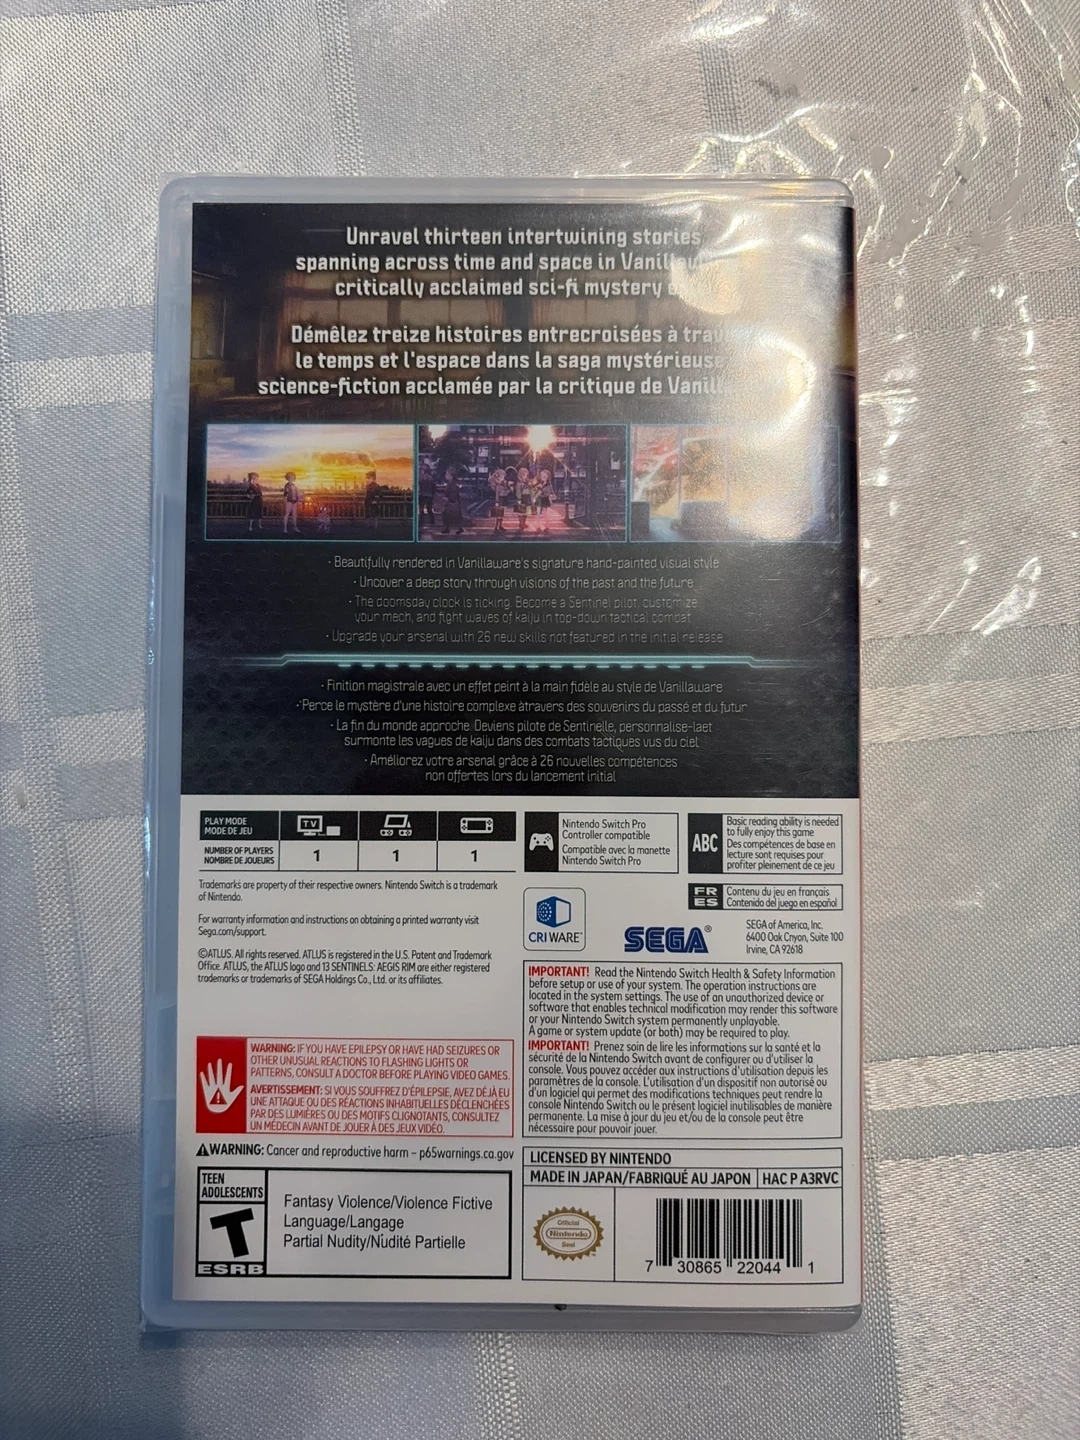 Unravel thirteen intertwining stories
spanning across time and space in
critically acclaimed sci-fi mystery
Démêlez treize histoires entrecroisées à
le temps et l'espace dans la saga mystérieuse
science-fiction acclamée par la critique de
· Beautifully rendered in Vanillaware's signature hand-painted visual style
· Uncover a deep story through visions of the past and the future
· The doomsday clock is ticking. Become a Sentinel pilot, customize
your mech, and fight waves of kaiju in top-down tactical combat
· Upgrade your arsenal with 26 new skills not featured in the initial release
· Finition magistrale avec un effet peint à la main fidèle au style de Vanillaware
· Perce le mystère d'une histoire complexe àtravers des souvenirs du passé et du futur
· La fin du monde approche. Deviens pilote de Sentinelle, personnalise-laet
surmonte les vagues de kaiju dans des combats tactiques vus du ciel
· Améliorez votre arsenal grâce à 26 nouvelles compétences
non offertes lors du lancement initial
PLAY MODE
MODE DE JEU
TV
NUMBER OF PLAYERS
NOMBRE DE JOUEURS
1 1 1
Nintendo Switch Pro
Controller compatible
Compatible avec la manette
Nintendo Switch Pro
ABC
Basic reading ability is needed
to fully enjoy this game
Des compétences de base en
lecture sont requises pour
profiter pleinement de ce jeu
FR Contenu du jeu en français
ES Contenido del juego en español
Trademarks are property of their respective owners. Nintendo Switch is a trademark
of Nintendo.
For warranty information and instructions on obtaining a printed warranty visit
Sega.com/support.
©ATLUS. All rights reserved. ATLUS is registered in the U.S. Patent and Trademark
Office. ATLUS, the ATLUS logo and 13 SENTINELS: AEGIS RIM are either registered
trademarks or trademarks of SEGA Holdings Co., Ltd. or its affiliates.
CRIWARE
SEGA®
SEGA of America, Inc.
6400 Oak Cnyon, Suite 100
Irvine, CA 92618
IMPORTANT! Read the Nintendo Switch Health & Safety Information
before setup or use of your system. The operation instructions are
located in the system settings. The use of an unauthorized device or
software that enables technical modification may render this software
or your Nintendo Switch system permanently unplayable.
A game or system update (or both) may be required to play.
IMPORTANT! Prenez soin de lire les informations sur la santé et la
sécurité de la Nintendo Switch avant de configurer ou d'utiliser la
console. Vous pouvez accéder aux instructions d'utilisation depuis les
paramètres de la console. L'utilisation d'un dispositif non autorisé ou
d'un logiciel qui permet des modifications techniques peut rendre la
console Nintendo Switch ou le présent logiciel inutilisables de manière
permanente. La mise à jour du jeu et/ou de la console peut être
nécessaire pour pouvoir jouer.
WARNING: IF YOU HAVE EPILEPSY OR HAVE HAD SEIZURES OR
OTHER UNUSUAL REACTIONS TO FLASHING LIGHTS OR
PATTERNS, CONSULT A DOCTOR BEFORE PLAYING VIDEO GAMES.
AVERTISSEMENT: SI VOUS SOUFFREZ D'ÉPILEPSIE, AVEZ DÉJÀ EU
UNE ATTAQUE OU DES RÉACTIONS INHABITUELLES DÉCLENCHÉES
PAR DES LUMIÈRES OU DES MOTIFS CLIGNOTANTS, CONSULTEZ
UN MÉDECIN AVANT DE JOUER À DES JEUX VIDÉO.
⚠WARNING: Cancer and reproductive harm – p65warnings.ca.gov
TEEN
ADOLESCENTS
T
ESRB
Fantasy Violence/Violence Fictive
Language/Langage
Partial Nudity/Nudité Partielle
LICENSED BY NINTENDO
MADE IN JAPAN/FABRIQUÉ AU JAPON HAC P A3RVC
Official
Nintendo
Seal
7 30865 22044 1